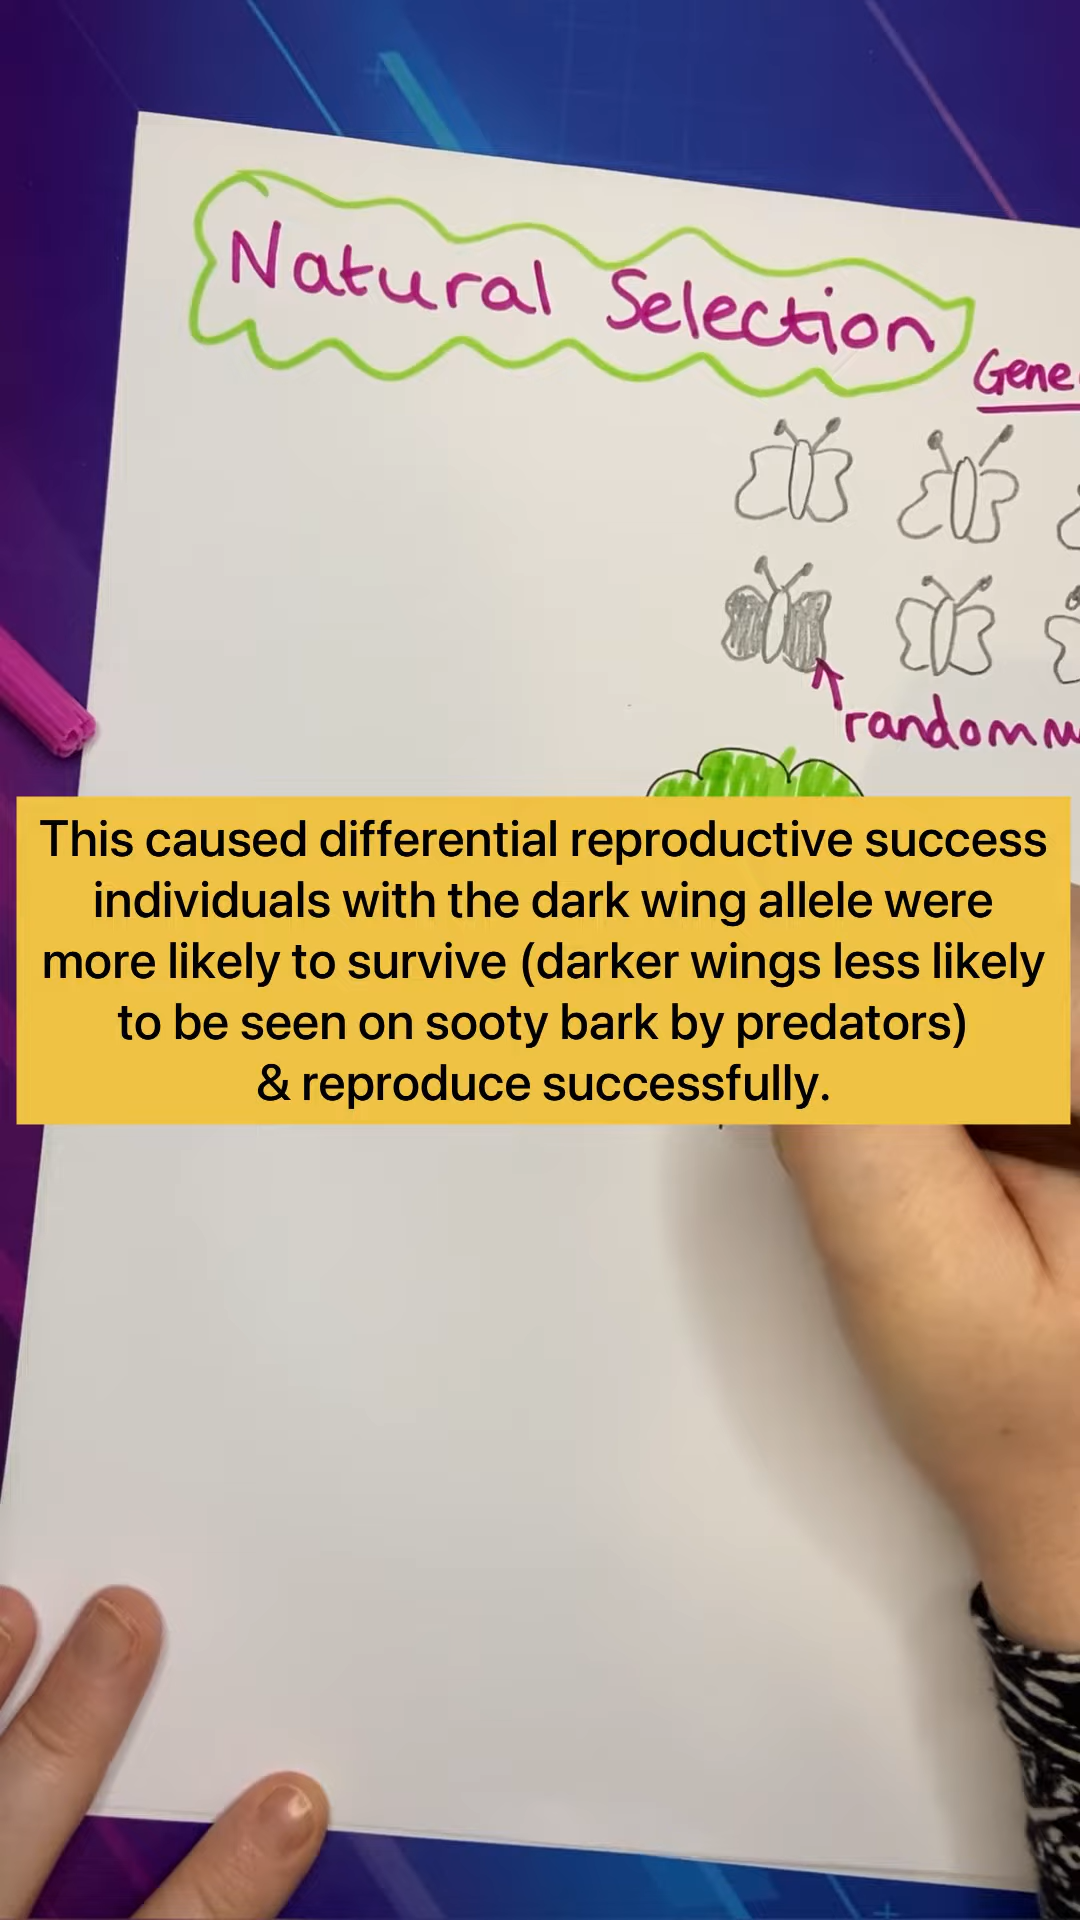 Natural Selection
random
This caused differential reproductive success
individuals with the dark wing allele were
more likely to survive (darker wings less likely
to be seen on sooty bark by predators)
& reproduce successfully.